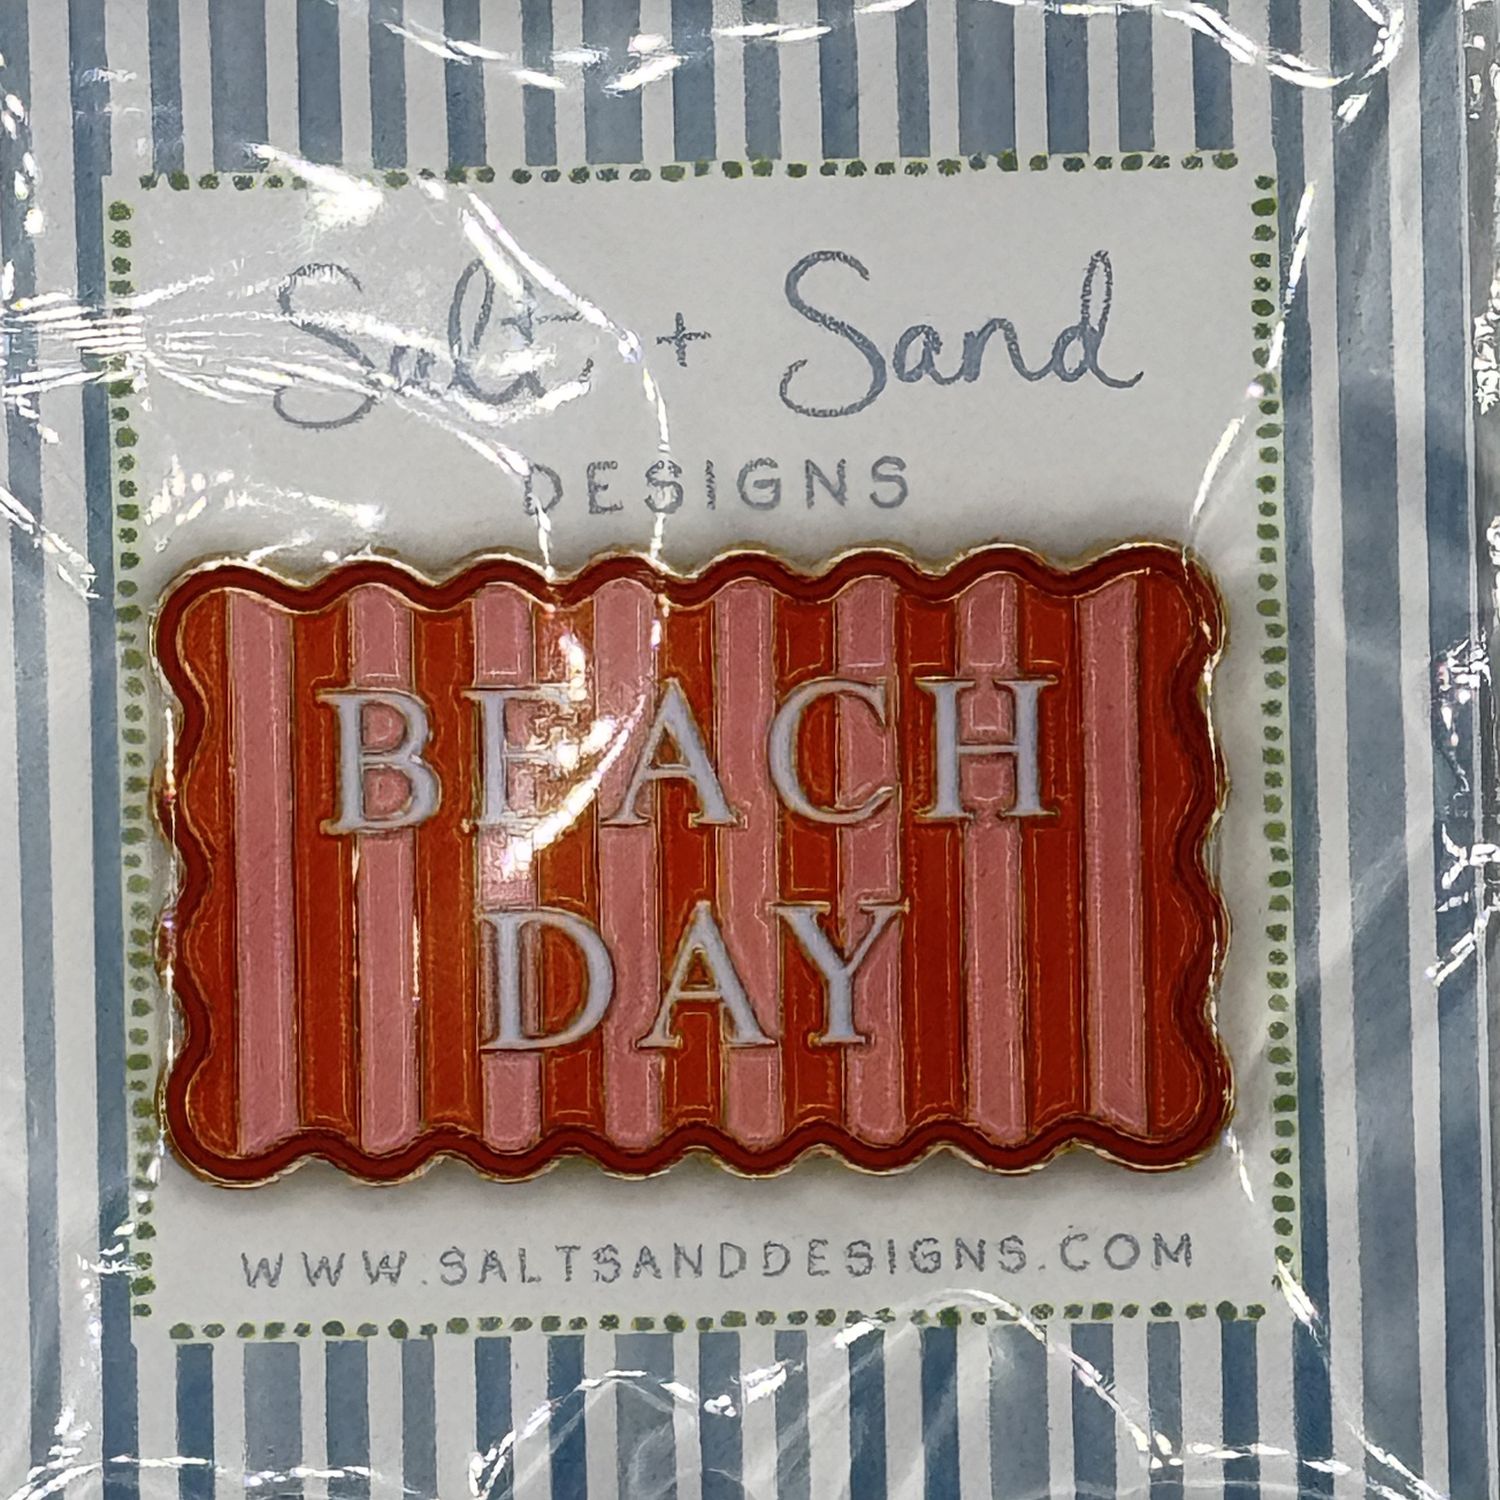 Salt + Sand
DESIGNS
BEACH
DAY
WWW.SALTSANDDESIGNS.COM